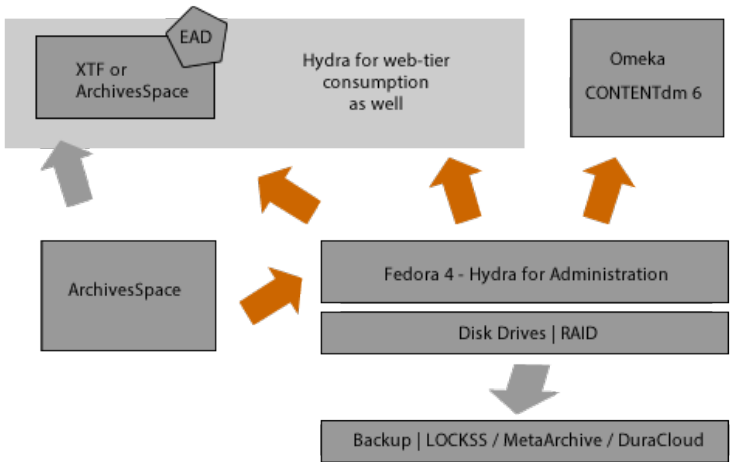 EAD
XTF or
ArchivesSpace
Hydra for web-tier
consumption
as well
Omeka
CONTENTdm 6
ArchivesSpace
Fedora 4 - Hydra for Administration
Disk Drives | RAID
Backup | LOCKSS / MetaArchive / DuraCloud